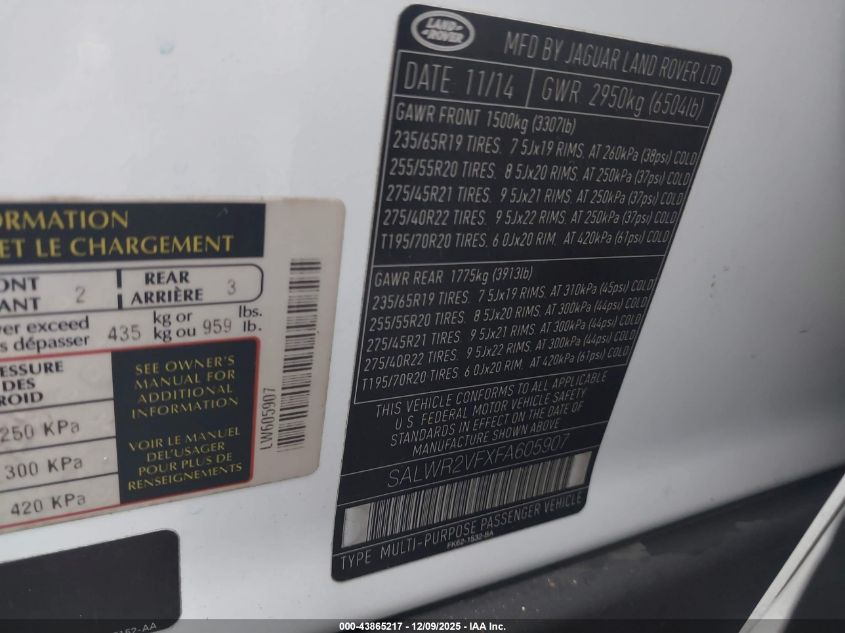 ORMATION
ET LE CHARGEMENT
ONT
ANT 2
REAR
ARRIÈRE 3
ver exceed
s dépasser
435
kg or
kg ou
959
lbs.
lb.
ESSURE
DES
ROID
250 KPa
300 KPa
420 KPa
SEE OWNER'S
MANUAL FOR
ADDITIONAL
INFORMATION
VOIR LE MANUEL
DE L'USAGER
POUR PLUS DE
RENSEIGNEMENTS
LW605907
LAND
ROVER
MFD BY JAGUAR LAND ROVER LTD
DATE 11/14 GWR 2950kg (6504lb)
GAWR FRONT 1500kg (3307lb)
235/65R19 TIRES. 7 5Jx19 RIMS. AT 260kPa (38psi) COLD
255/55R20 TIRES. 8 5Jx20 RIMS. AT 250kPa (37psi) COLD
275/45R21 TIRES. 9 5Jx21 RIMS. AT 250kPa (37psi) COLD
275/40R22 TIRES. 9 5Jx22 RIMS. AT 250kPa (37psi) COLD
T195/70R20 TIRES. 6 0Jx20 RIM. AT 420kPa (61psi) COLD
GAWR REAR 1775kg (3913lb)
235/65R19 TIRES. 7 5Jx19 RIMS. AT 310kPa (45psi) COLD
255/55R20 TIRES. 8 5Jx20 RIMS. AT 300kPa (44psi) COLD
275/45R21 TIRES. 9 5Jx21 RIMS. AT 300kPa (44psi) COLD
275/40R22 TIRES. 9 5Jx22 RIMS. AT 300kPa (44psi) COLD
T195/70R20 TIRES. 6 0Jx20 RIM. AT 420kPa (61psi) COLD
THIS VEHICLE CONFORMS TO ALL APPLICABLE
U S FEDERAL MOTOR VEHICLE SAFETY
STANDARDS IN EFFECT ON THE DATE OF
MANUFACTURE SHOWN ABOVE.
SALWR2VFXFA605907
TYPE MULTI-PURPOSE PASSENGER VEHICLE
FK62-1532-BA
000-43865217 - 12/09/2025 - IAA Inc.